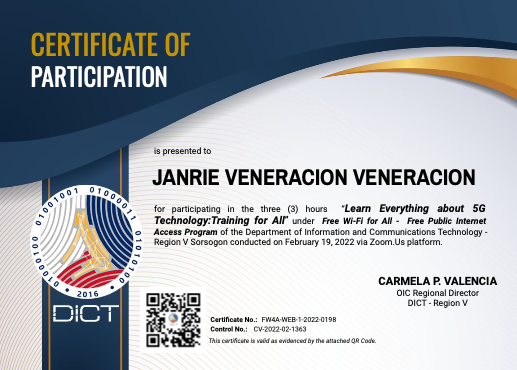 CERTIFICATE OF
PARTICIPATION
is presented to
JANRIE VENERACION VENERACION
for participating in the three (3) hours "Learn Everything about 5G
Technology:Training for All" under Free Wi-Fi for All - Free Public Internet
Access Program of the Department of Information and Communications Technology -
Region V Sorsogon conducted on February 19, 2022 via Zoom.Us platform.
CARMELA P. VALENCIA
OIC Regional Director
DICT - Region V
01001001 01000011
01000100 01010100
• 2016 •
DICT
Certificate No.: FW4A-WEB-1-2022-0198
Control No.: CV-2022-02-1363
This certificate is valid as evidenced by the attached QR Code.